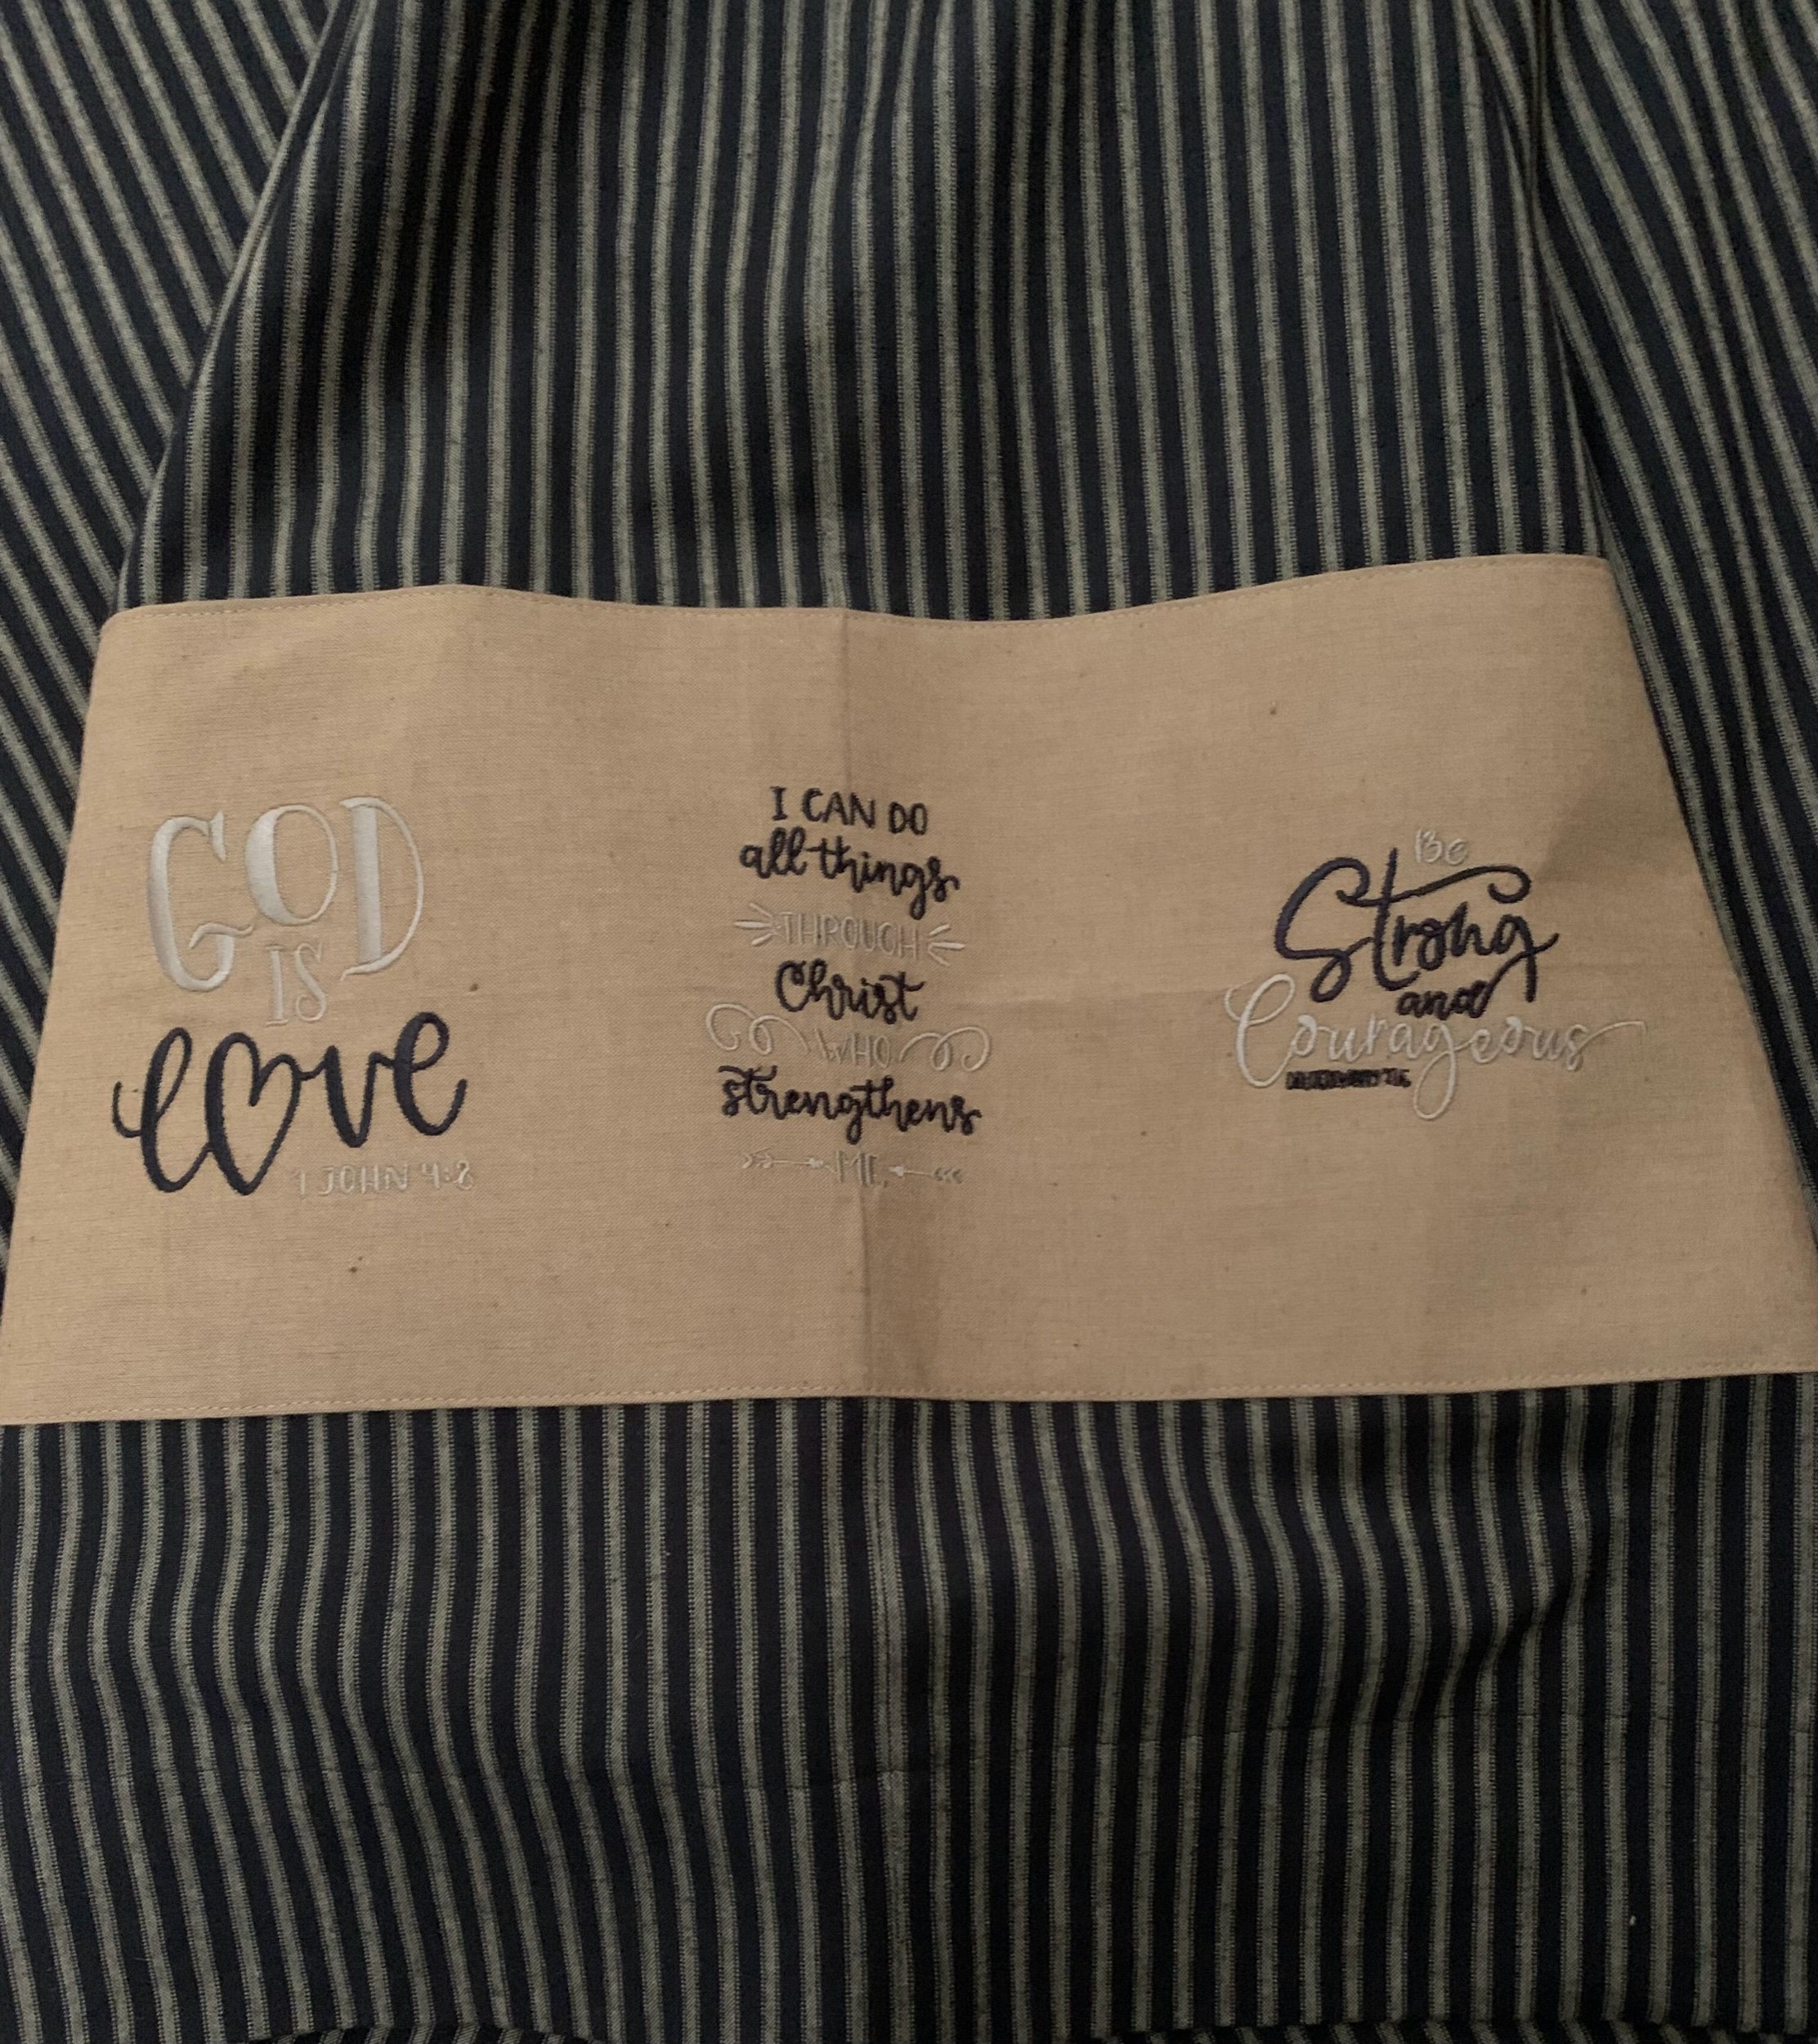 GOD
IS
love
1 JOHN 4:8
I CAN DO
all things
THROUGH
Christ
WHO
strengthens
ME.
Be
Strong
and
Courageous